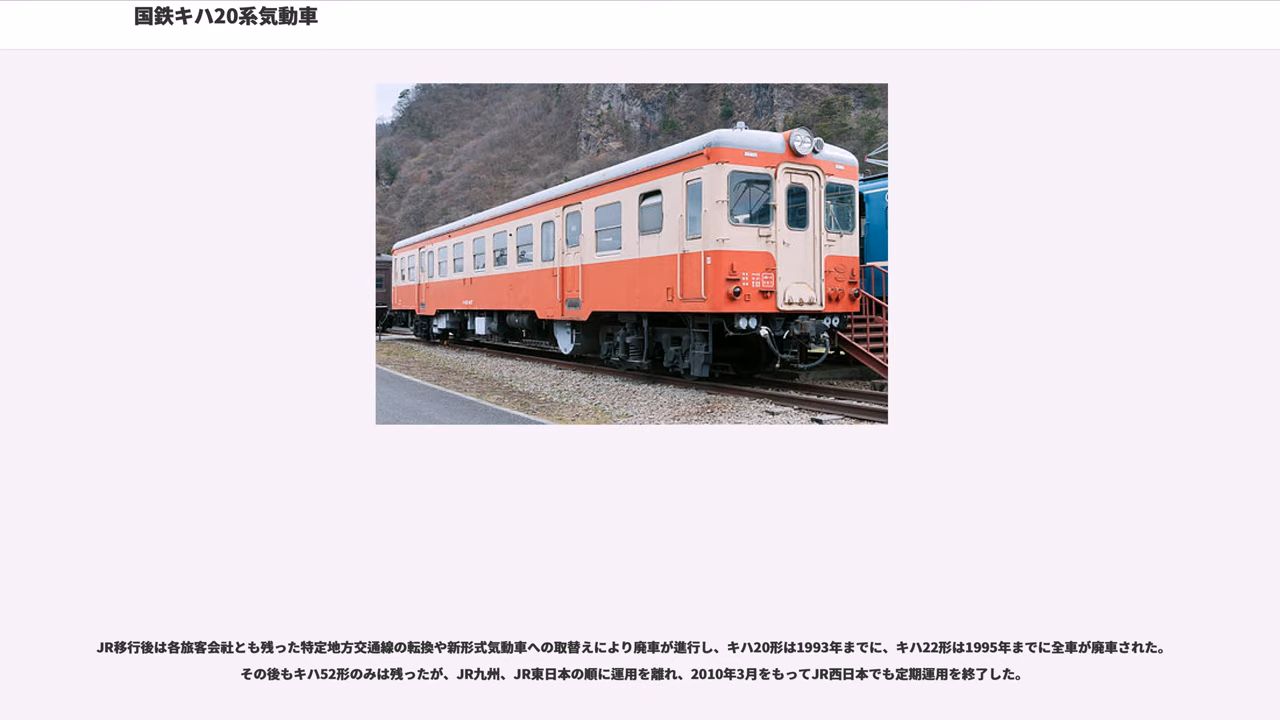 国鉄キハ20系気動車
JR移行後は各旅客会社とも残った特定地方交通線の転換や新形式気動車への取替えにより廃車が進行し、キハ20形は1993年までに、キハ22形は1995年までに全車が廃車された。
その後もキハ52形のみは残ったが、JR九州、JR東日本の順に運用を離れ、2010年3月をもってJR西日本でも定期運用を終了した。